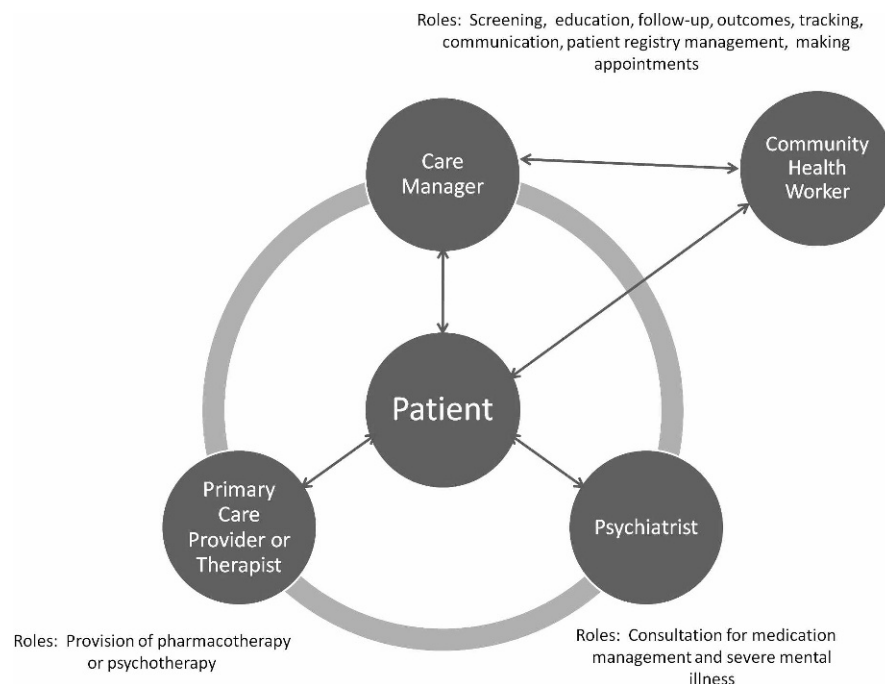 Roles:  Screening,  education, follow-up, outcomes, tracking,
communication, patient registry management,  making
appointments
Care
Manager
Community
Health
Worker
Patient
Primary
Care
Provider or
Therapist
Psychiatrist
Roles:  Provision of pharmacotherapy
or psychotherapy
Roles:  Consultation for medication
management and severe mental
illness